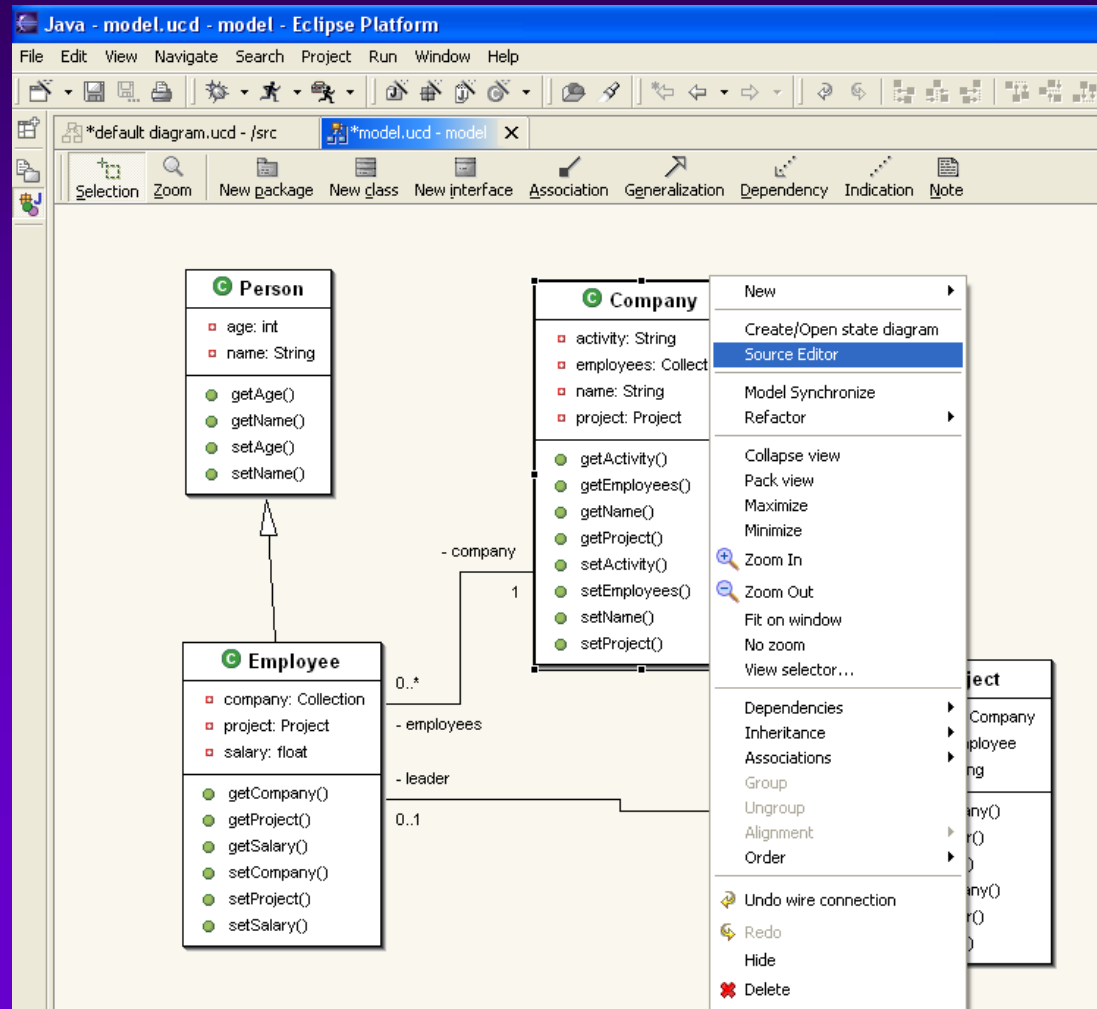 Java - model.ucd - model - Eclipse Platform
File Edit View Navigate Search Project Run Window Help
*default diagram.ucd - /src
*model.ucd - model
Selection Zoom New package New class New interface Association Generalization Dependency Indication Note
Person
age: int
name: String
getAge()
getName()
setAge()
setName()
Company
activity: String
employees: Collect
name: String
project: Project
getActivity()
getEmployees()
getName()
getProject()
setActivity()
setEmployees()
setName()
setProject()
- company
1
Employee
company: Collection
project: Project
salary: float
getCompany()
getProject()
getSalary()
setCompany()
setProject()
setSalary()
0..*
- employees
- leader
0..1
New
Create/Open state diagram
Source Editor
Model Synchronize
Refactor
Collapse view
Pack view
Maximize
Minimize
Zoom In
Zoom Out
Fit on window
No zoom
View selector...
Dependencies
Inheritance
Associations
Group
Ungroup
Alignment
Order
Undo wire connection
Redo
Hide
Delete
ject
Company
ployee
ng
any()
r()
)
any()
r()
)